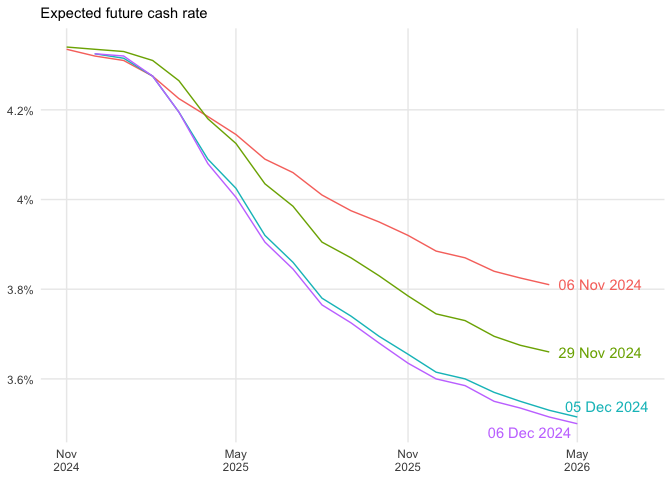 Expected future cash rate
4.2%
4%
3.8%
3.6%
06 Nov 2024
29 Nov 2024
05 Dec 2024
06 Dec 2024
Nov
2024
May
2025
Nov
2025
May
2026